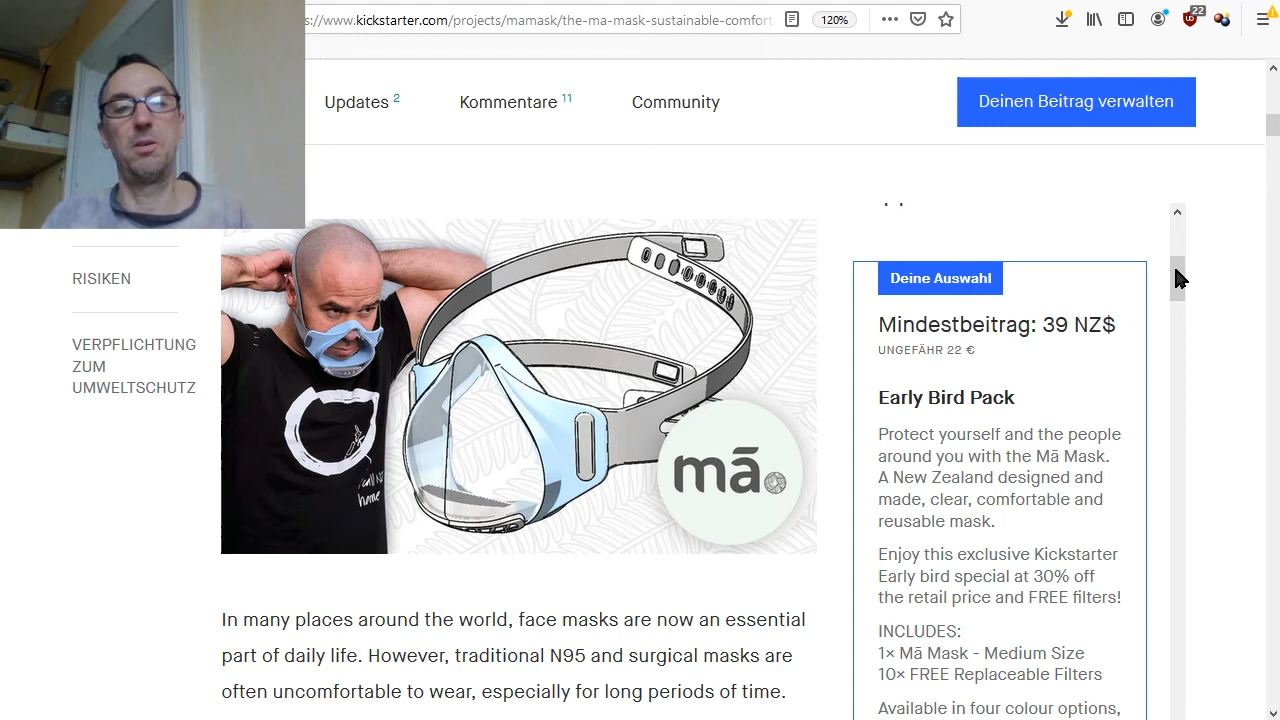 ://www.kickstarter.com/projects/mamask/the-ma-mask-sustainable-comfort
120%
22
Updates 2
Kommentare 11
Community
Deinen Beitrag verwalten
RISIKEN
VERPFLICHTUNG
ZUM
UMWELTSCHUTZ
i call NZ
home
mā
Deine Auswahl
Mindestbeitrag: 39 NZ$
UNGEFÄHR 22 €
Early Bird Pack
Protect yourself and the people
around you with the Mā Mask.
A New Zealand designed and
made, clear, comfortable and
reusable mask.
Enjoy this exclusive Kickstarter
Early bird special at 30% off
the retail price and FREE filters!
INCLUDES:
1× Mā Mask - Medium Size
10× FREE Replaceable Filters
Available in four colour options,
In many places around the world, face masks are now an essential
part of daily life. However, traditional N95 and surgical masks are
often uncomfortable to wear, especially for long periods of time.